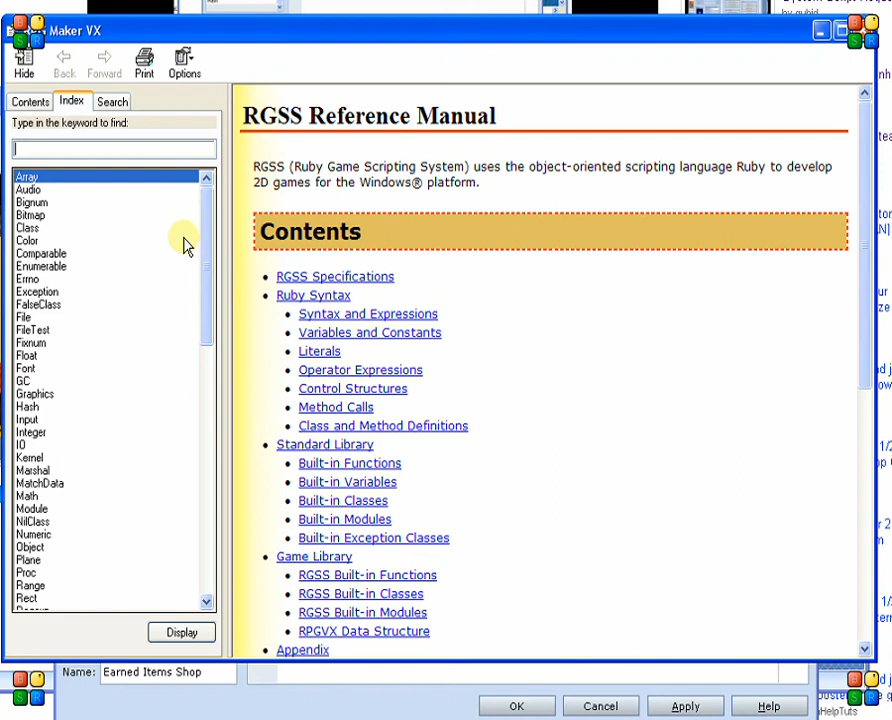 Maker VX
Hide Back Forward Print Options
Contents Index Search
Type in the keyword to find:
Array
Audio
Bignum
Bitmap
Class
Color
Comparable
Enumerable
Errno
Exception
FalseClass
File
FileTest
Fixnum
Float
Font
GC
Graphics
Hash
Input
Integer
IO
Kernel
Marshal
MatchData
Math
Module
NilClass
Numeric
Object
Plane
Proc
Range
Rect
Display
RGSS Reference Manual
RGSS (Ruby Game Scripting System) uses the object-oriented scripting language Ruby to develop
2D games for the Windows® platform.
Contents
RGSS Specifications
Ruby Syntax
Syntax and Expressions
Variables and Constants
Literals
Operator Expressions
Control Structures
Method Calls
Class and Method Definitions
Standard Library
Built-in Functions
Built-in Variables
Built-in Classes
Built-in Modules
Built-in Exception Classes
Game Library
RGSS Built-in Functions
RGSS Built-in Classes
RGSS Built-in Modules
RPGVX Data Structure
Appendix
Name: Earned Items Shop
OK Cancel Apply Help